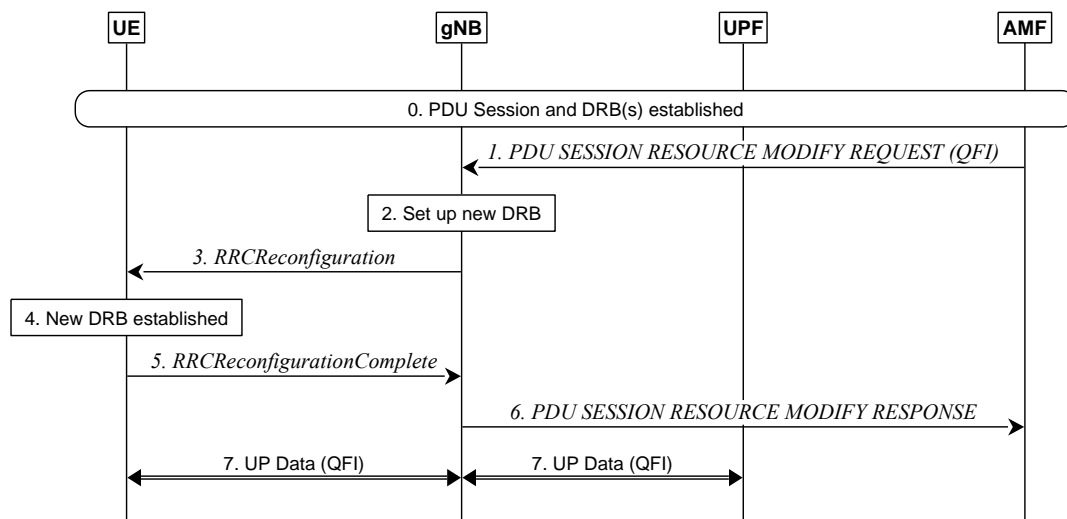 UE gNB UPF AMF
0. PDU Session and DRB(s) established
1. PDU SESSION RESOURCE MODIFY REQUEST (QFI)
2. Set up new DRB
3. RRCReconfiguration
4. New DRB established
5. RRCReconfigurationComplete
6. PDU SESSION RESOURCE MODIFY RESPONSE
7. UP Data (QFI) 7. UP Data (QFI)